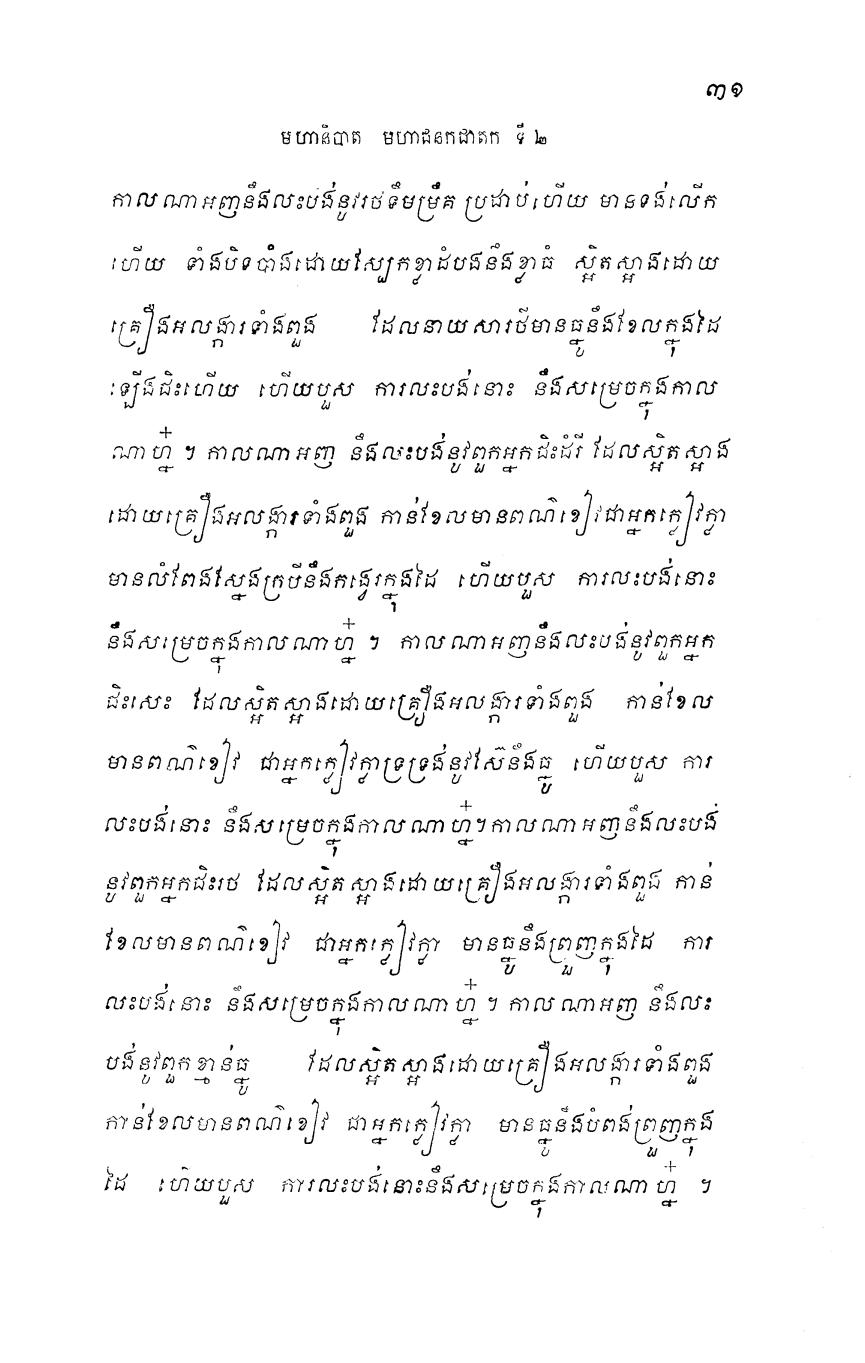 ៣១
មហានិបាត មហាជនកជាតក ទី ២
កាលណាអញនឹងលះបង់នូវរថទឹមម្រឹគ ប្រដាប់ហើយ មានទង់លើក
ហើយ ទាំងបិទបាំងដោយស្បែកខ្លាដំបងនឹងខ្លាធំ ស្អិតស្អាងដោយ
គ្រឿងអលង្ការទាំងពួង ដែលនាយសារថីមានធ្នូនឹងខែលក្នុងដៃ
ឡើងជិះហើយ ហើយបួស ការលះបង់នោះ នឹងសម្រេចក្នុងកាល
ណាហ្ន៎ ។ កាលណាអញ នឹងលះបង់នូវពួកអ្នកជិះដំរី ដែលស្អិតស្អាង
ដោយគ្រឿងអលង្ការទាំងពួង កាន់ខែលមានពណ៌ខៀវជាអ្នកក្លៀវក្លា
មានលំពែងស្នែងក្របីនឹងកង្វេរក្នុងដៃ ហើយបួស ការលះបង់នោះ
នឹងសម្រេចក្នុងកាលណាហ្ន៎ ។ កាលណាអញនឹងលះបង់នូវពួកអ្នក
ជិះសេះ ដែលស្អិតស្អាងដោយគ្រឿងអលង្ការទាំងពួង កាន់ខែល
មានពណ៌ខៀវ ជាអ្នកក្លៀវក្លាទ្រទ្រង់នូវស៊ែនឹងធ្នូ ហើយបួស ការ
លះបង់នោះ នឹងសម្រេចក្នុងកាលណាហ្ន៎។ កាលណាអញនឹងលះបង់
នូវពួកអ្នកជិះរថ ដែលស្អិតស្អាងដោយគ្រឿងអលង្ការទាំងពួង កាន់
ខែលមានពណ៌ខៀវ ជាអ្នកក្លៀវក្លា មានធ្នូនឹងព្រួញក្នុងដៃ ការ
លះបង់នោះ នឹងសម្រេចក្នុងកាលណាហ្ន៎ ។ កាលណាអញ នឹងលះ
បង់នូវពួកខ្មាន់ធ្នូ ដែលស្អិតស្អាងដោយគ្រឿងអលង្ការទាំងពួង
កាន់ខែលមានពណ៌ខៀវ ជាអ្នកក្លៀវក្លា មានធ្នូនឹងបំពង់ព្រួញក្នុង
ដៃ ហើយបួស ការលះបង់នោះនឹងសម្រេចក្នុងកាលណាហ្ន៎ ។